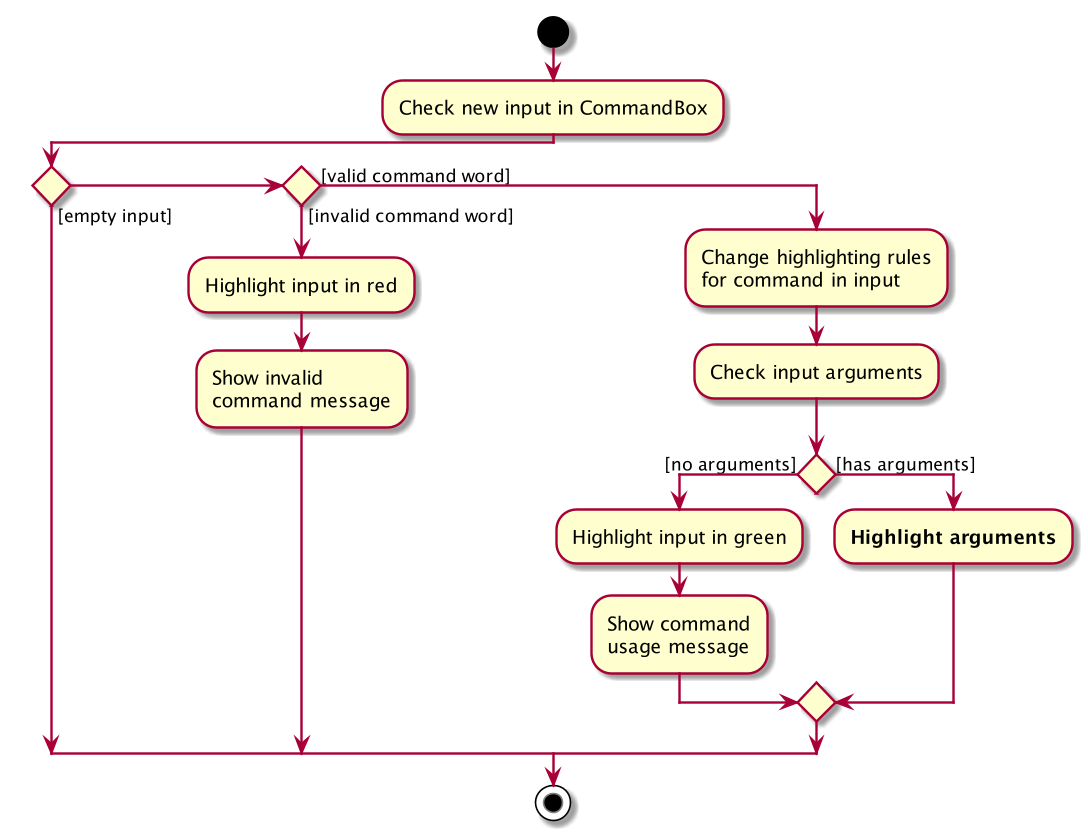 Check new input in CommandBox
[valid command word]
[empty input]
[invalid command word]
Highlight input in red
Show invalid
command message
Change highlighting rules
for command in input
Check input arguments
[no arguments]
[has arguments]
Highlight input in green
Highlight arguments
Show command
usage message